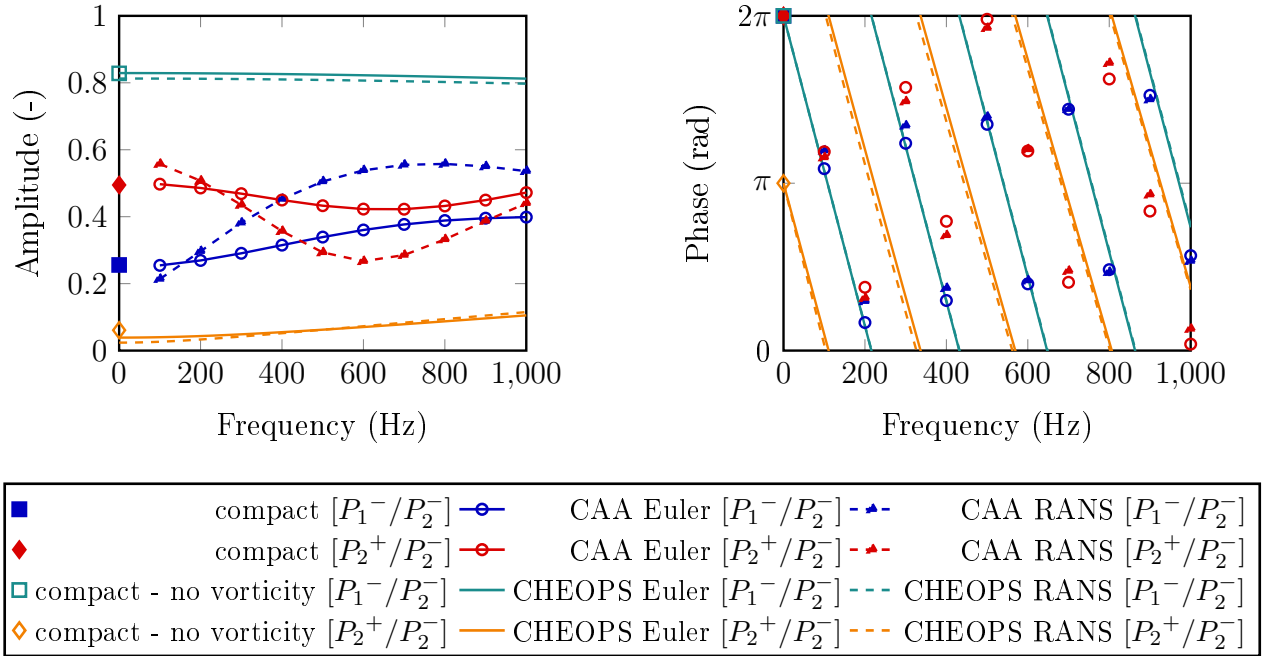 1
0.8
0.6
0.4
0.2
0
Amplitude (-)
0 200 400 600 800 1,000
Frequency (Hz)
2π
π
0
Phase (rad)
0 200 400 600 800 1,000
Frequency (Hz)
compact [P₁⁻/P₂⁻] CAA Euler [P₁⁻/P₂⁻] CAA RANS [P₁⁻/P₂⁻]
compact [P₂⁺/P₂⁻] CAA Euler [P₂⁺/P₂⁻] CAA RANS [P₂⁺/P₂⁻]
compact - no vorticity [P₁⁻/P₂⁻] CHEOPS Euler [P₁⁻/P₂⁻] CHEOPS RANS [P₁⁻/P₂⁻]
compact - no vorticity [P₂⁺/P₂⁻] CHEOPS Euler [P₂⁺/P₂⁻] CHEOPS RANS [P₂⁺/P₂⁻]